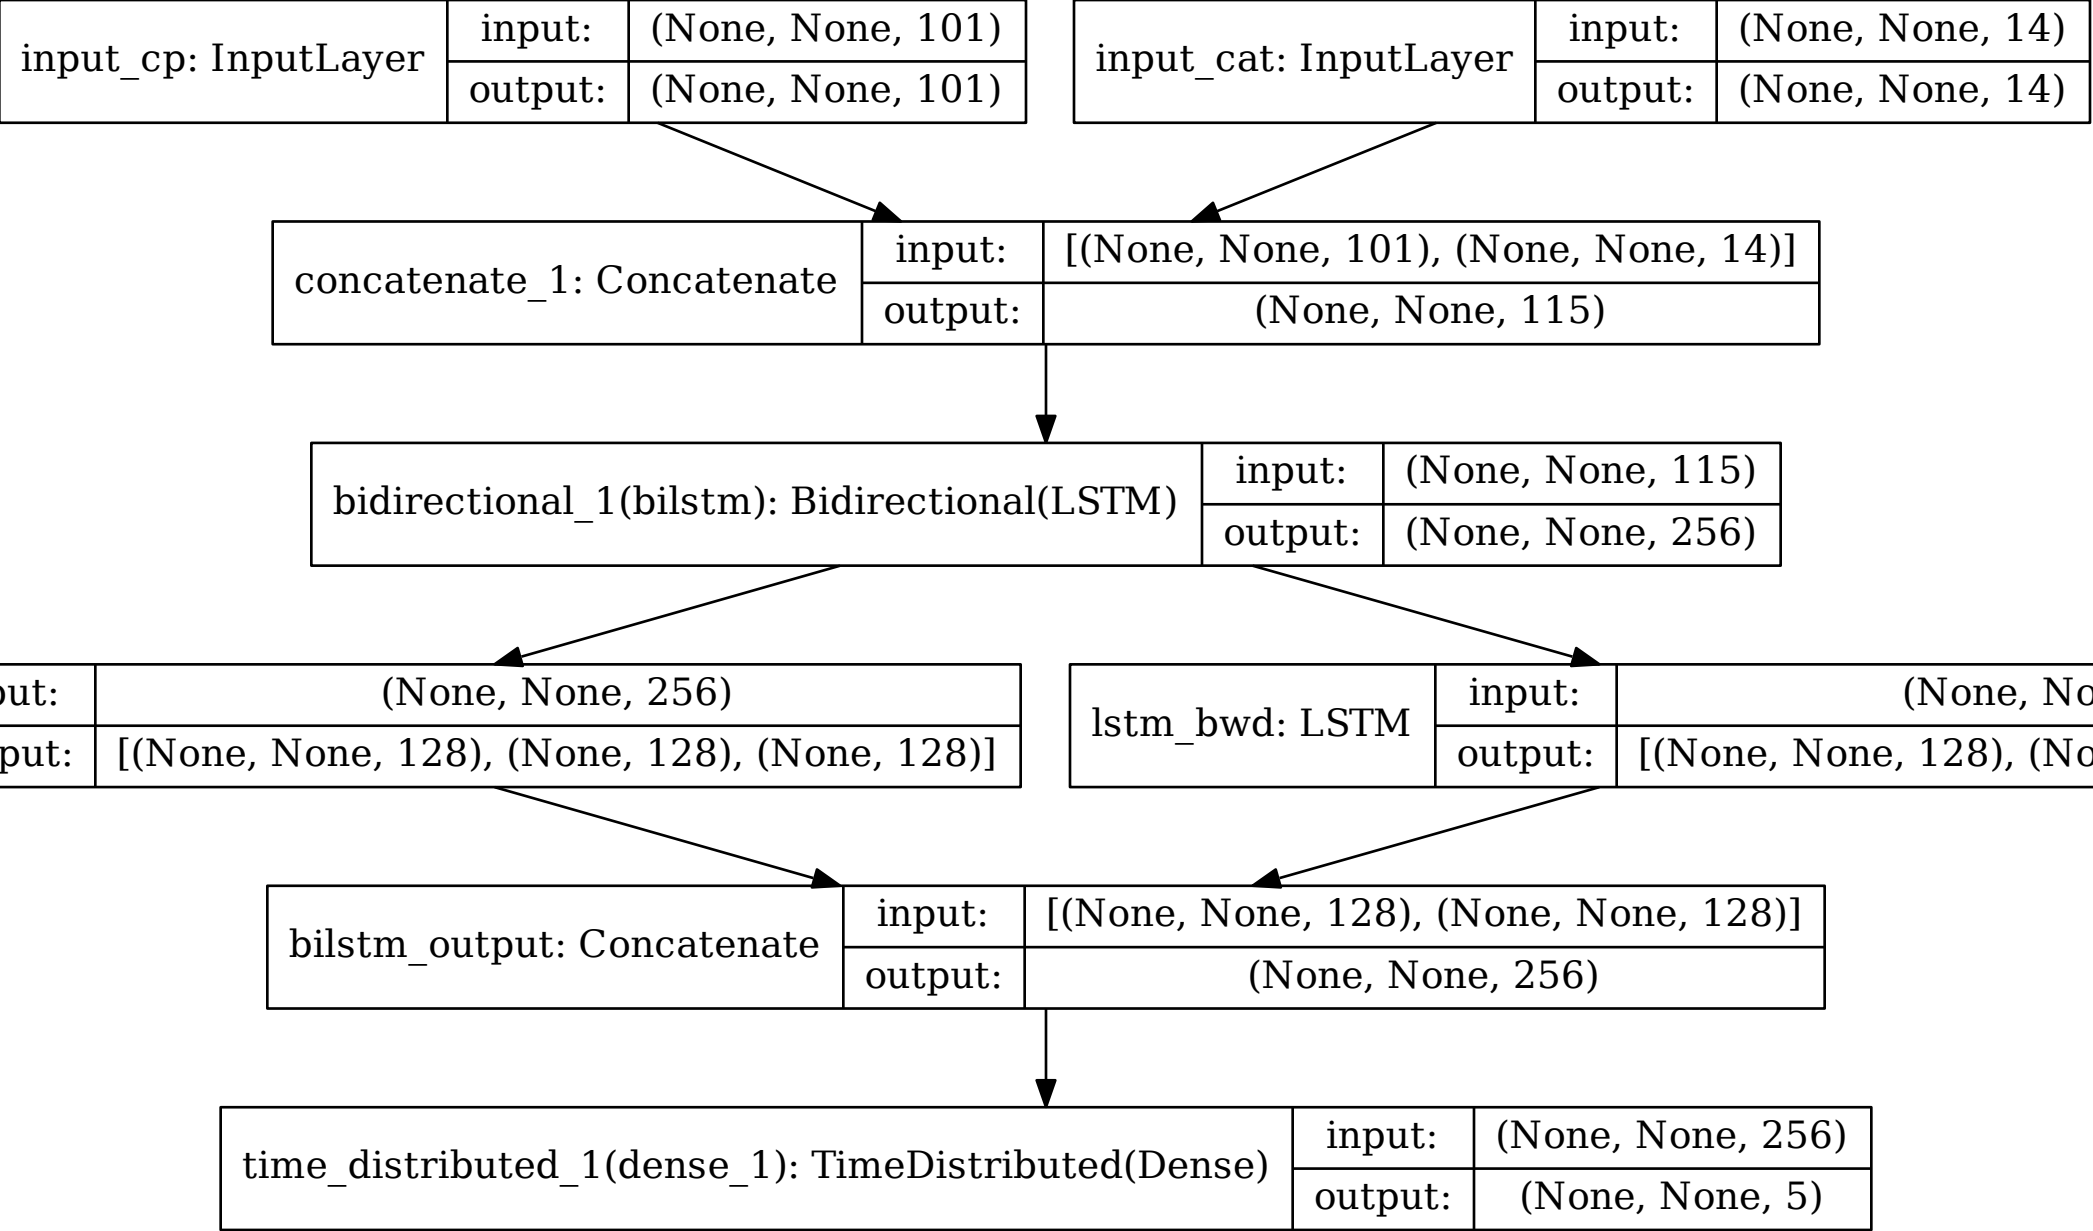 input_cp: InputLayer
input: (None, None, 101)
output: (None, None, 101)
input_cat: InputLayer
input: (None, None, 14)
output: (None, None, 14)
concatenate_1: Concatenate
input: [(None, None, 101), (None, None, 14)]
output: (None, None, 115)
bidirectional_1(bilstm): Bidirectional(LSTM)
input: (None, None, 115)
output: (None, None, 256)
(None, None, 256)
[(None, None, 128), (None, 128), (None, 128)]
lstm_bwd: LSTM
input: (None,
output: [(None, None, 128),
bilstm_output: Concatenate
input: [(None, None, 128), (None, None, 128)]
output: (None, None, 256)
time_distributed_1(dense_1): TimeDistributed(Dense)
input: (None, None, 256)
output: (None, None, 5)